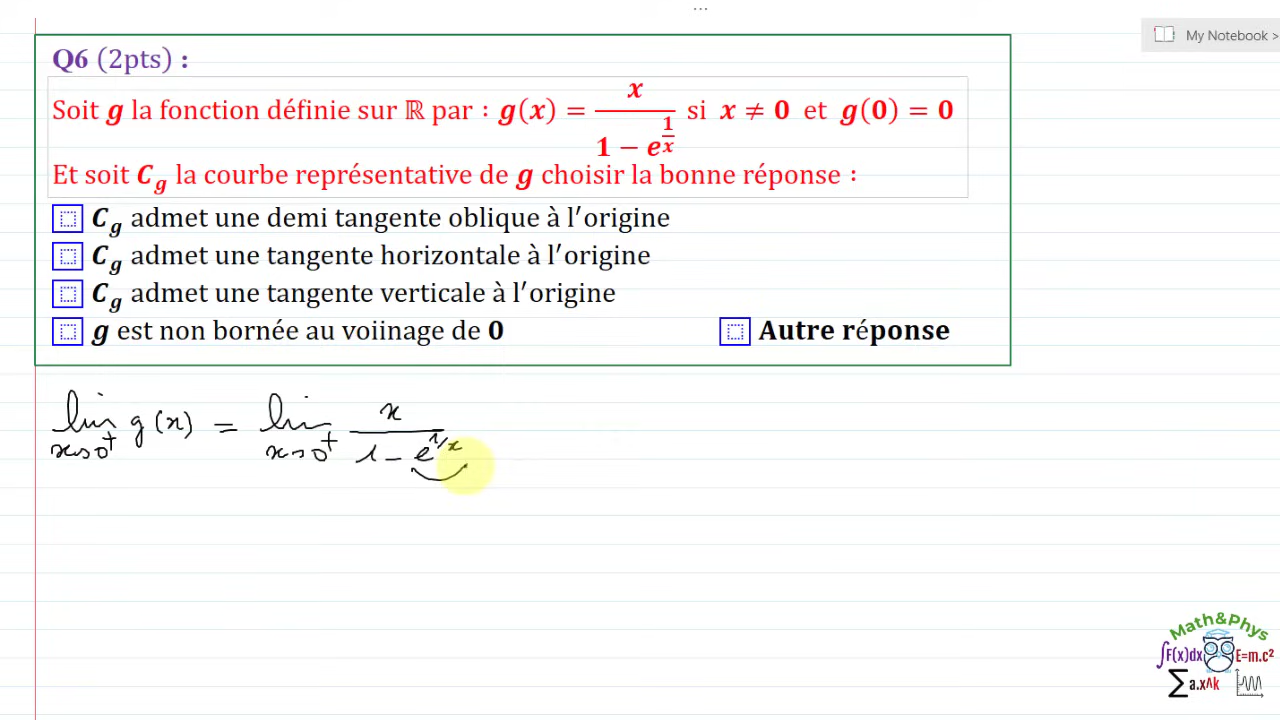 ...
My Notebook >
Q6 (2pts) :
Soit g la fonction définie sur ℝ par : g(x) = x / (1 − e^(1/x)) si x ≠ 0 et g(0) = 0
Et soit C_g la courbe représentative de g choisir la bonne réponse :
C_g admet une demi tangente oblique à l'origine
C_g admet une tangente horizontale à l'origine
C_g admet une tangente verticale à l'origine
g est non bornée au voiinage de 0 Autre réponse
lim x→0⁺ g(x) = lim x→0⁺ x / (1 − e^(1/x))
Math&Phys
∫F(x)dx E=m.c²
∑ a.x^k